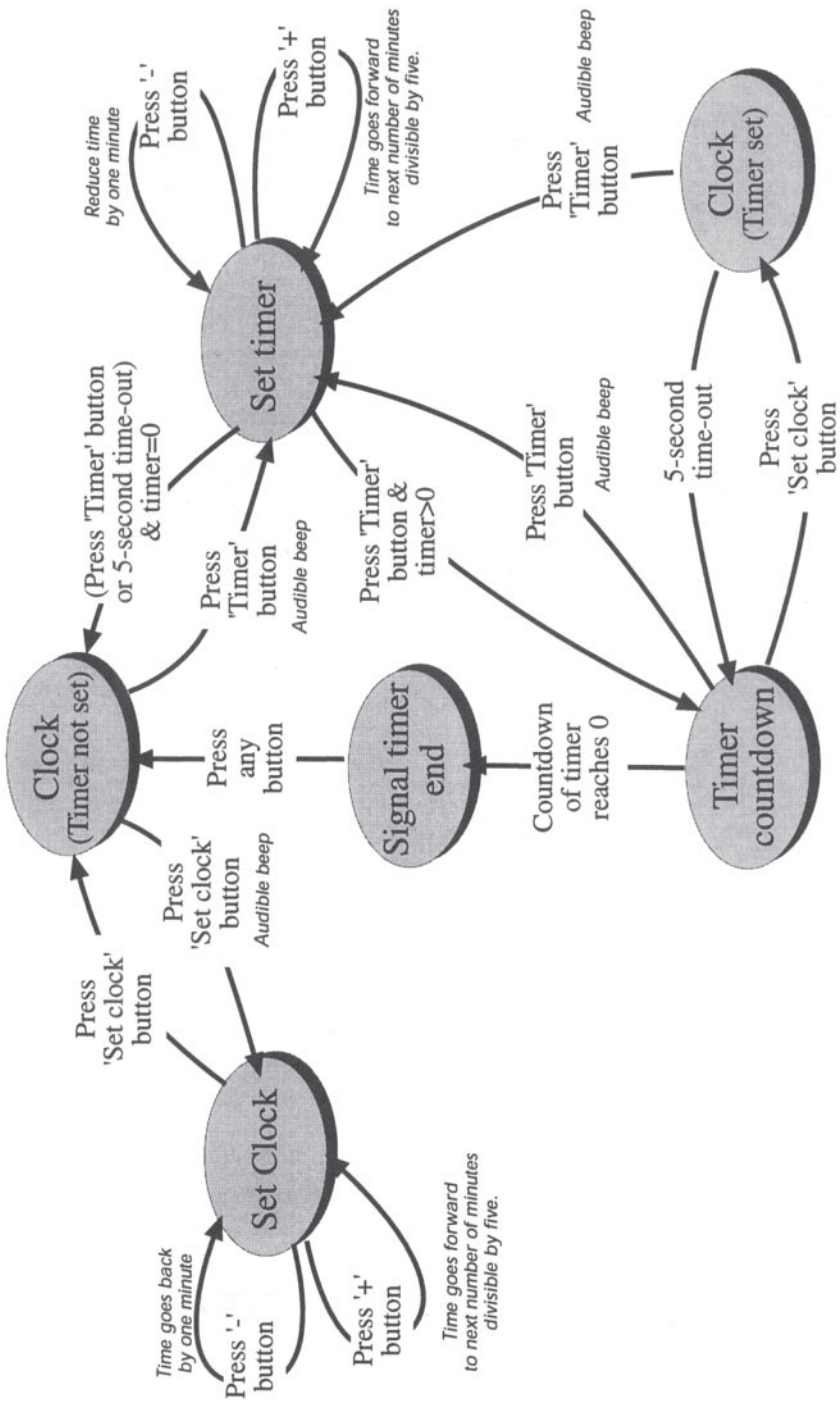 Clock
(Timer not set)
Set Clock
Set timer
Signal timer
end
Timer
countdown
Clock
(Timer set)
Press
'Set clock'
button
Press
'Set clock'
button
Audible beep
Time goes back
by one minute
Press '-'
button
Press '+'
button
Time goes forward
to next number of minutes
divisible by five.
(Press 'Timer' button
or 5-second time-out)
& timer=0
Press
'Timer'
button
Audible beep
Reduce time
by one minute
Press '-'
button
Press '+'
button
Time goes forward
to next number of minutes
divisible by five.
Press
any
button
Press 'Timer'
button &
timer>0
Countdown
of timer
reaches 0
Press 'Timer'
button
Audible beep
Press
'Timer'
button
Audible beep
5-second
time-out
Press
'Set clock'
button